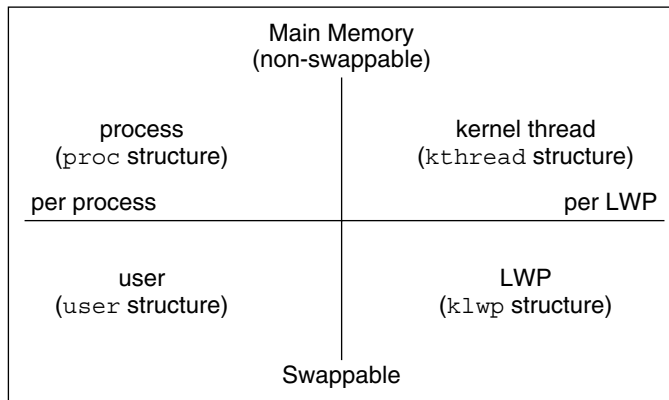 Main Memory
(non-swappable)
process
(proc structure)
kernel thread
(kthread structure)
per process
per LWP
user
(user structure)
LWP
(klwp structure)
Swappable